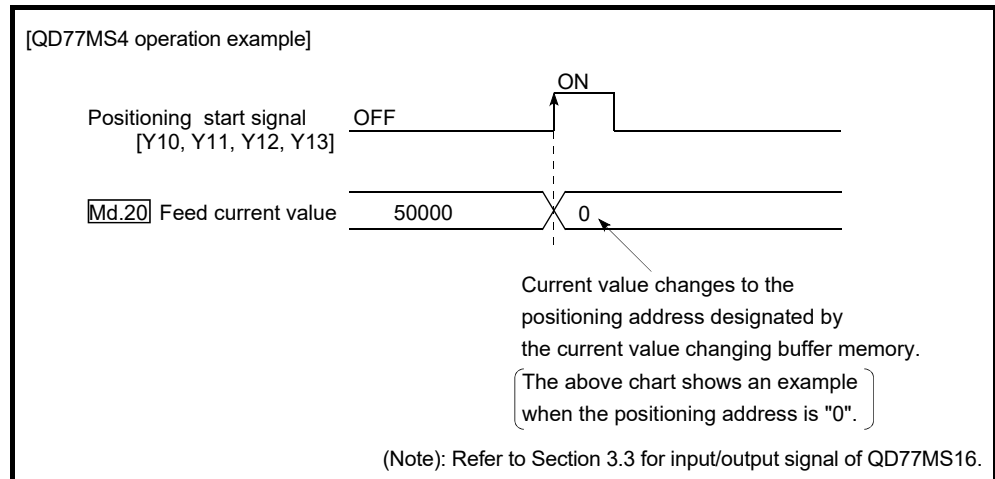 [QD77MS4 operation example]
ON
Positioning start signal
OFF
[Y10, Y11, Y12, Y13]
Md.20 Feed current value
50000
0
Current value changes to the
positioning address designated by
the current value changing buffer memory.
The above chart shows an example
when the positioning address is "0".
(Note): Refer to Section 3.3 for input/output signal of QD77MS16.